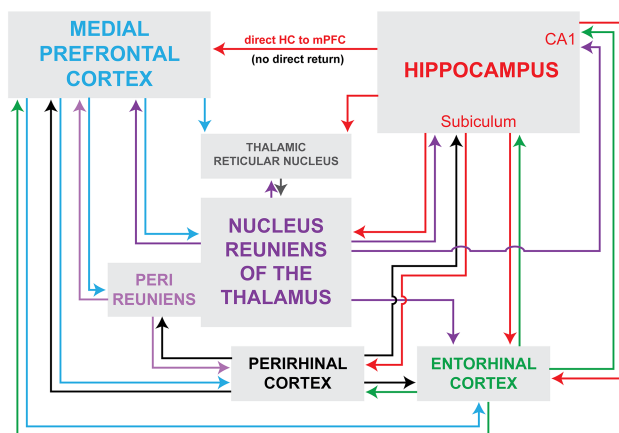 MEDIAL
PREFRONTAL
CORTEX
direct HC to mPFC
(no direct return)
CA1
HIPPOCAMPUS
Subiculum
THALAMIC
RETICULAR NUCLEUS
NUCLEUS
REUNIENS
OF THE
THALAMUS
PERI
REUNIENS
PERIRHINAL
CORTEX
ENTORHINAL
CORTEX